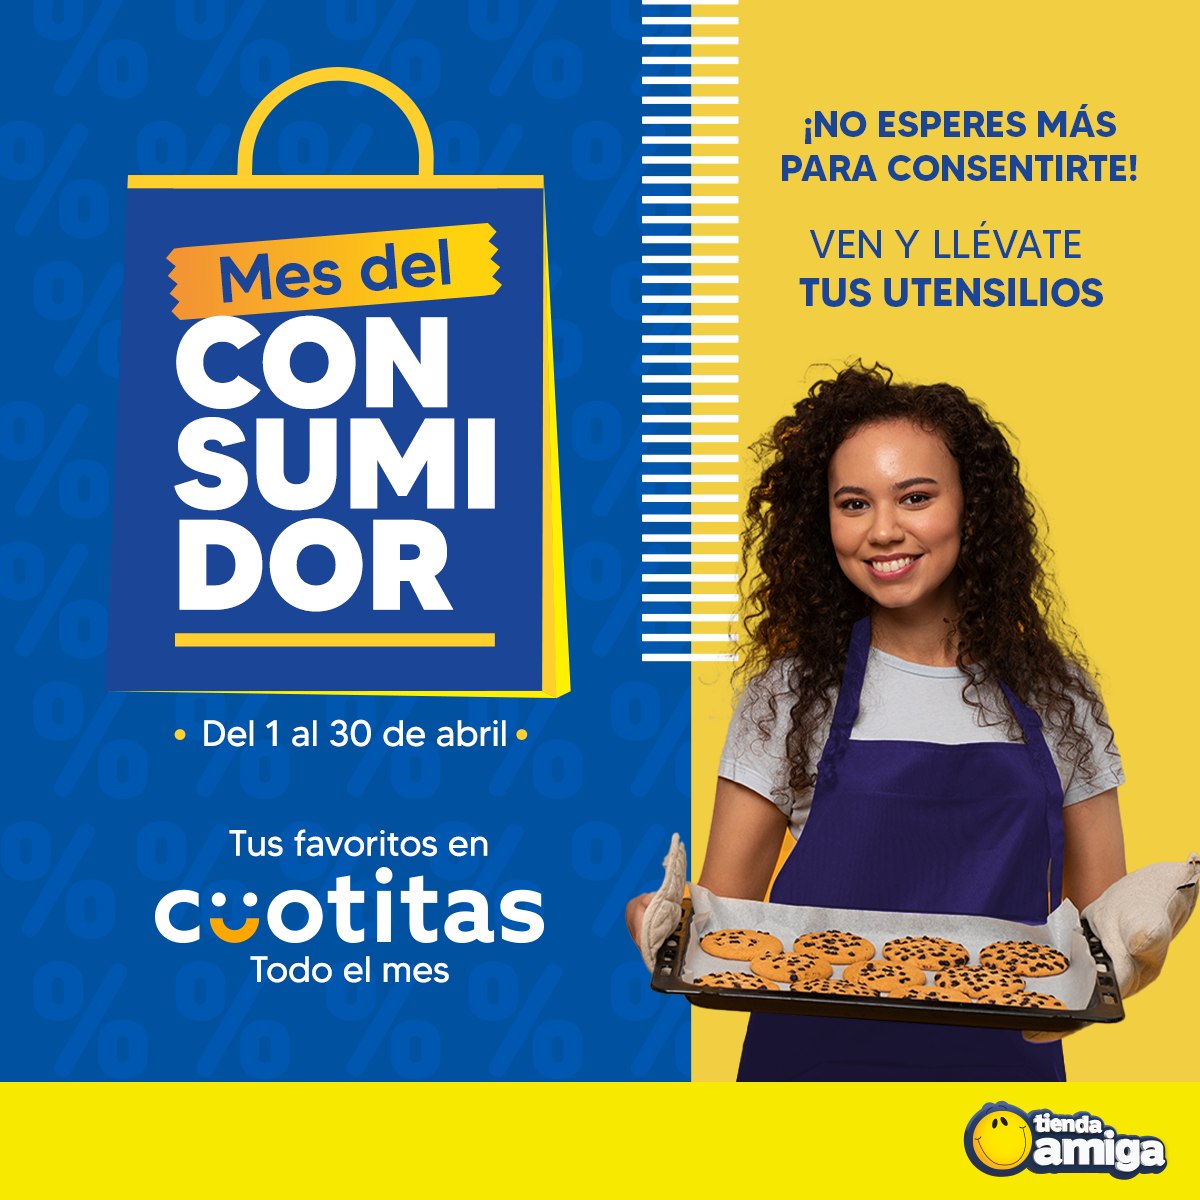 Mes del
CON
SUMI
DOR
• Del 1 al 30 de abril •
Tus favoritos en
cuotitas
Todo el mes
¡NO ESPERES MÁS
PARA CONSENTIRTE!
VEN Y LLÉVATE
TUS UTENSILIOS
tienda
amiga